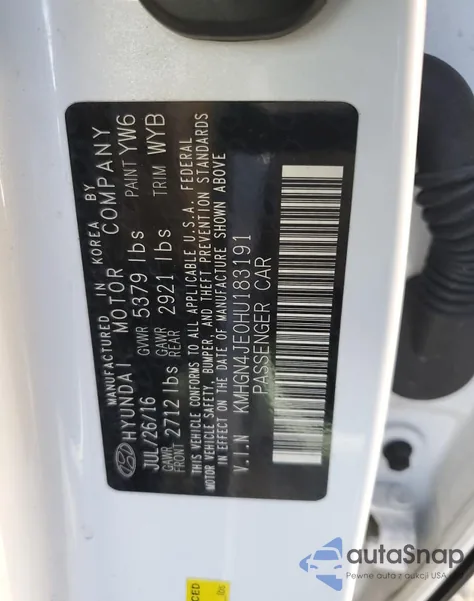 MANUFACTURED IN KOREA BY
HYUNDAI MOTOR COMPANY
JUL/26/16 GVWR 5379 lbs PAINT YW6
GAWR FRONT 2712 lbs GAWR REAR 2921 lbs TRIM WYB
THIS VEHICLE CONFORMS TO ALL APPLICABLE U.S.A. FEDERAL
MOTOR VEHICLE SAFETY, BUMPER, AND THEFT PREVENTION STANDARDS
IN EFFECT ON THE DATE OF MANUFACTURE SHOWN ABOVE
V.I.N KMHGN4JE0HU183191
PASSENGER CAR
CED
lbs
autaSnap
Pewne auta z aukcji USA